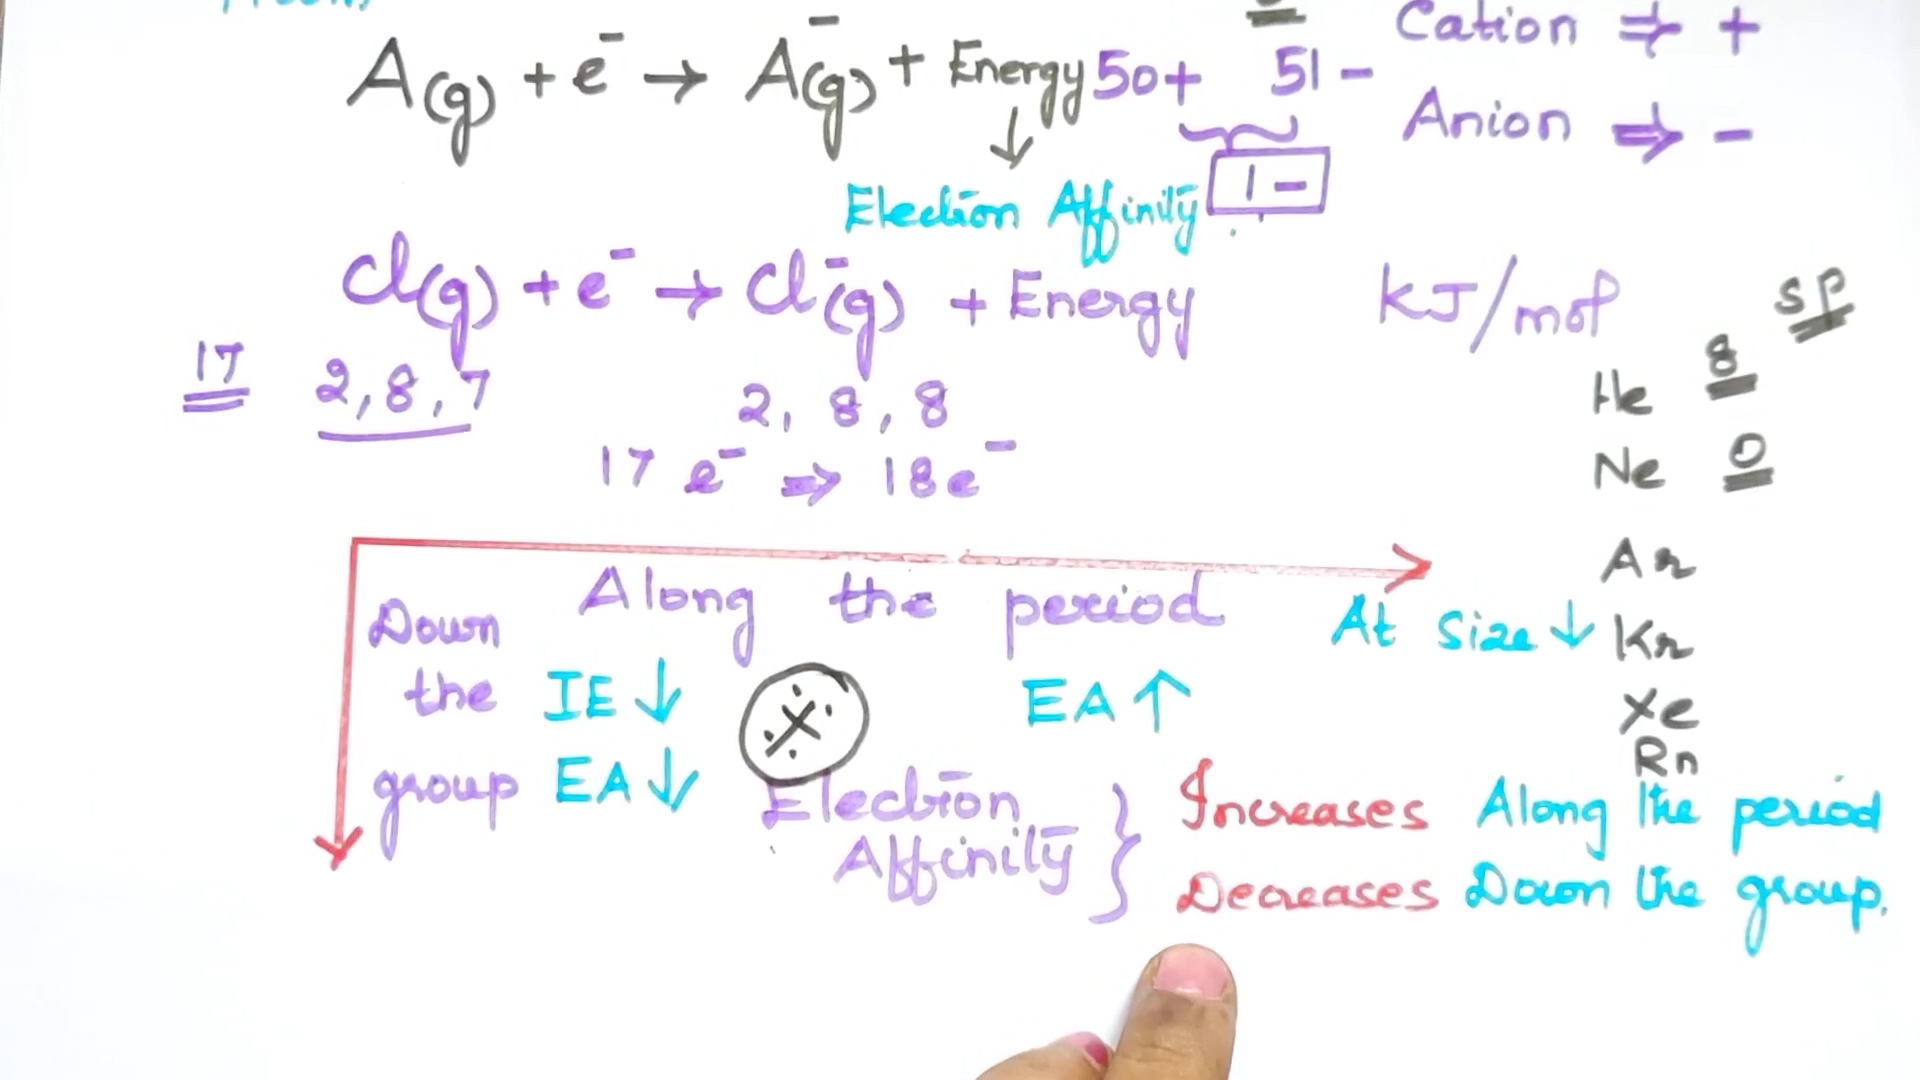 A(g) + e⁻ → A⁻(g) + Energy
50+ 51-
1-
Cation ⇒ +
Anion ⇒ -
Electron Affinity
Cl(g) + e⁻ → Cl⁻(g) + Energy
KJ/mol
17
2,8,7
2, 8, 8
17 e⁻ ⇒ 18e⁻
sp
He 8
Ne 0
Ar
Kr
Xe
Rn
Along the period
At size ↓
EA ↑
Down
the IE ↓
group EA ↓
Electron
Affinity }
Increases Along the period
Decreases Down the group.